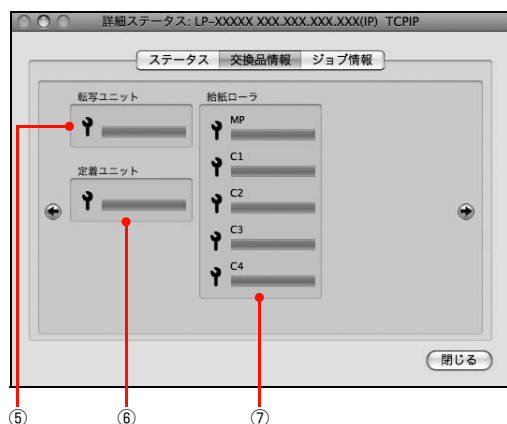 詳細ステータス: LP-XXXXX XXX.XXX.XXX.XXX(IP) TCPIP
ステータス 交換品情報 ジョブ情報
転写ユニット
給紙ローラ
MP
C1
定着ユニット
C2
C3
C4
閉じる
⑤ ⑥ ⑦